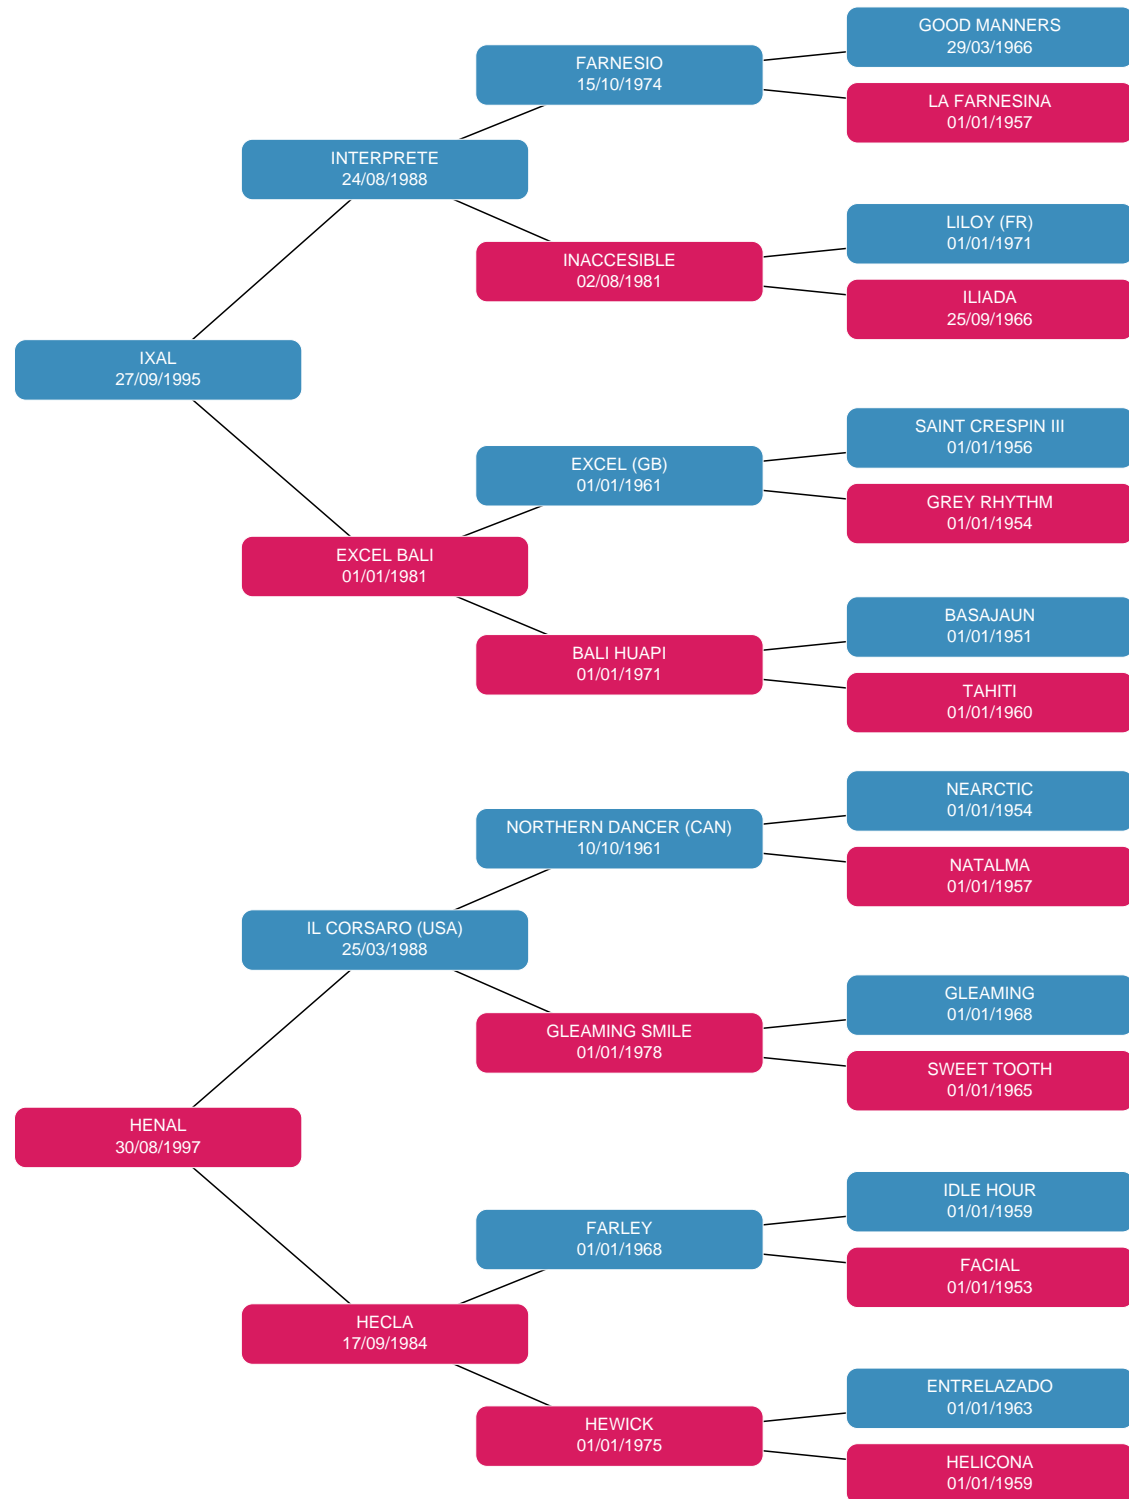 GOOD MANNERS
29/03/1966
FARNESIO
15/10/1974
LA FARNESINA
01/01/1957
INTERPRETE
24/08/1988
LILOY (FR)
01/01/1971
INACCESIBLE
02/08/1981
ILIADA
25/09/1966
IXAL
27/09/1995
SAINT CRESPIN III
01/01/1956
EXCEL (GB)
01/01/1961
GREY RHYTHM
01/01/1954
EXCEL BALI
01/01/1981
BASAJAUN
01/01/1951
BALI HUAPI
01/01/1971
TAHITI
01/01/1960
NEARCTIC
01/01/1954
NORTHERN DANCER (CAN)
10/10/1961
NATALMA
01/01/1957
IL CORSARO (USA)
25/03/1988
GLEAMING
01/01/1968
GLEAMING SMILE
01/01/1978
SWEET TOOTH
01/01/1965
HENAL
30/08/1997
IDLE HOUR
01/01/1959
FARLEY
01/01/1968
FACIAL
01/01/1953
HECLA
17/09/1984
ENTRELAZADO
01/01/1963
HEWICK
01/01/1975
HELICONA
01/01/1959